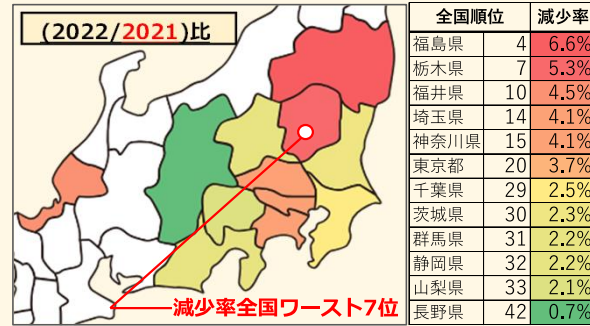 (2022/2021)比
減少率全国ワースト7位
全国順位 減少率
福島県 4 6.6%
栃木県 7 5.3%
福井県 10 4.5%
埼玉県 14 4.1%
神奈川県 15 4.1%
東京都 20 3.7%
千葉県 29 2.5%
茨城県 30 2.3%
群馬県 31 2.2%
静岡県 32 2.2%
山梨県 33 2.1%
長野県 42 0.7%